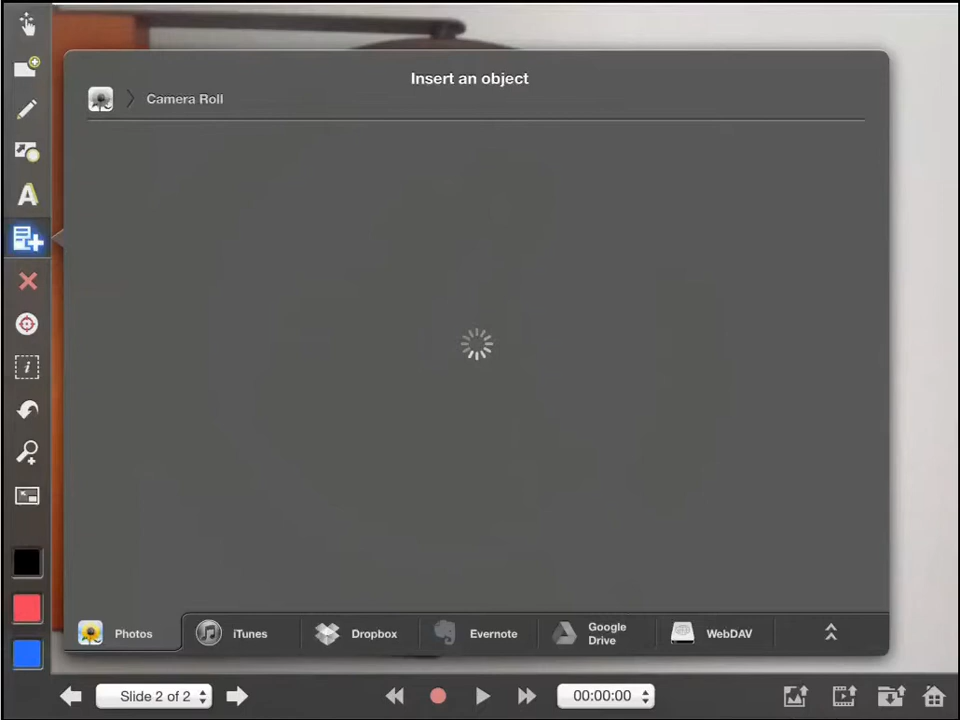 Insert an object
Camera Roll
A
i
Photos
iTunes
Dropbox
Evernote
Google
Drive
WebDAV
Slide 2 of 2
00:00:00